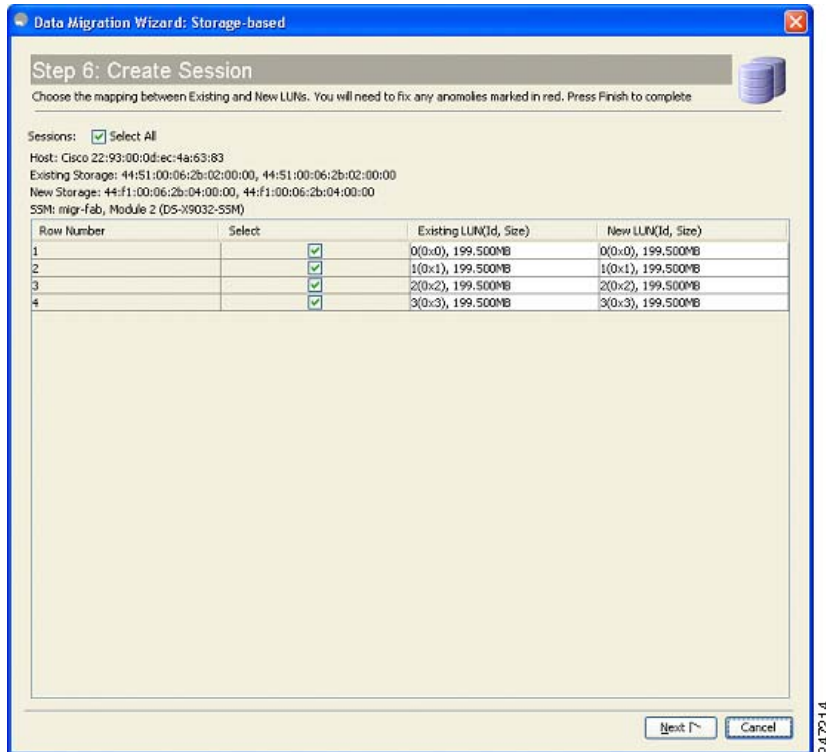 Data Migration Wizard: Storage-based
Step 6: Create Session
Choose the mapping between Existing and New LUNs. You will need to fix any anomolies marked in red. Press Finish to complete
Sessions: Select All
Host: Cisco 22:93:00:0d:ec:4a:63:83
Existing Storage: 44:51:00:06:2b:02:00:00, 44:51:00:06:2b:02:00:00
New Storage: 44:f1:00:06:2b:04:00:00, 44:f1:00:06:2b:04:00:00
SSM: migr-fab, Module 2 (DS-X9032-SSM)
Row Number Select Existing LUN(Id, Size) New LUN(Id, Size)
1 0(0x0), 199.500MB 0(0x0), 199.500MB
2 1(0x1), 199.500MB 1(0x1), 199.500MB
3 2(0x2), 199.500MB 2(0x2), 199.500MB
4 3(0x3), 199.500MB 3(0x3), 199.500MB
Next Cancel